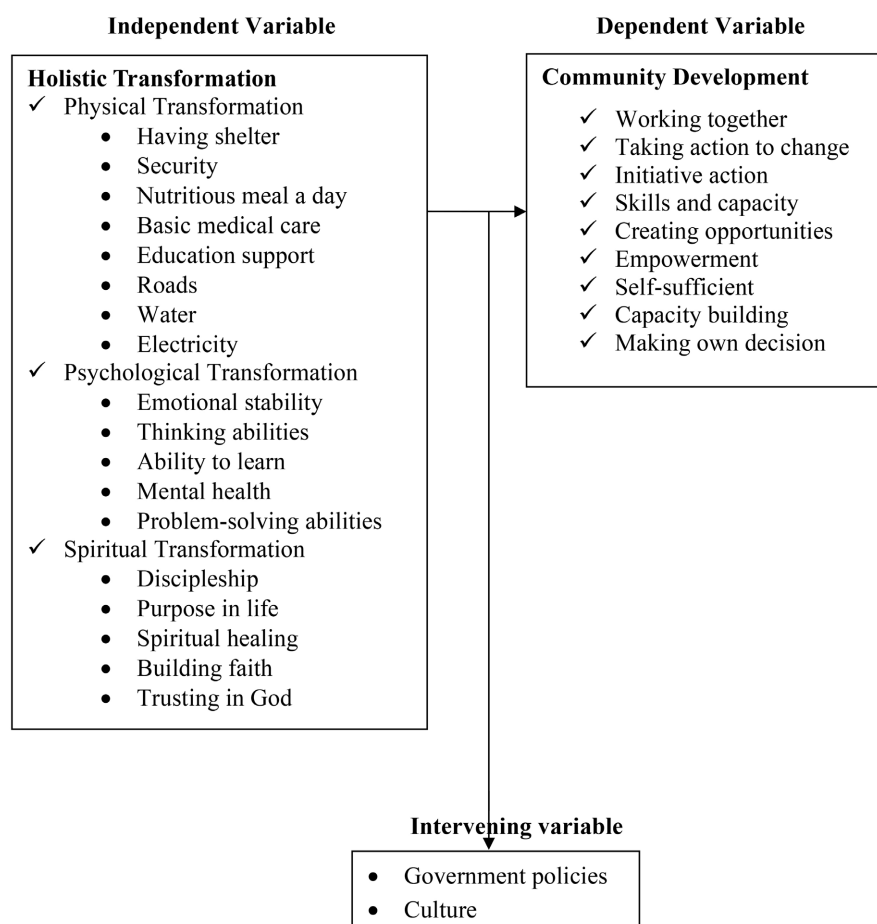 Independent Variable
Holistic Transformation
✓ Physical Transformation
• Having shelter
• Security
• Nutritious meal a day
• Basic medical care
• Education support
• Roads
• Water
• Electricity
✓ Psychological Transformation
• Emotional stability
• Thinking abilities
• Ability to learn
• Mental health
• Problem-solving abilities
✓ Spiritual Transformation
• Discipleship
• Purpose in life
• Spiritual healing
• Building faith
• Trusting in God
Dependent Variable
Community Development
✓ Working together
✓ Taking action to change
✓ Initiative action
✓ Skills and capacity
✓ Creating opportunities
✓ Empowerment
✓ Self-sufficient
✓ Capacity building
✓ Making own decision
Intervening variable
• Government policies
• Culture